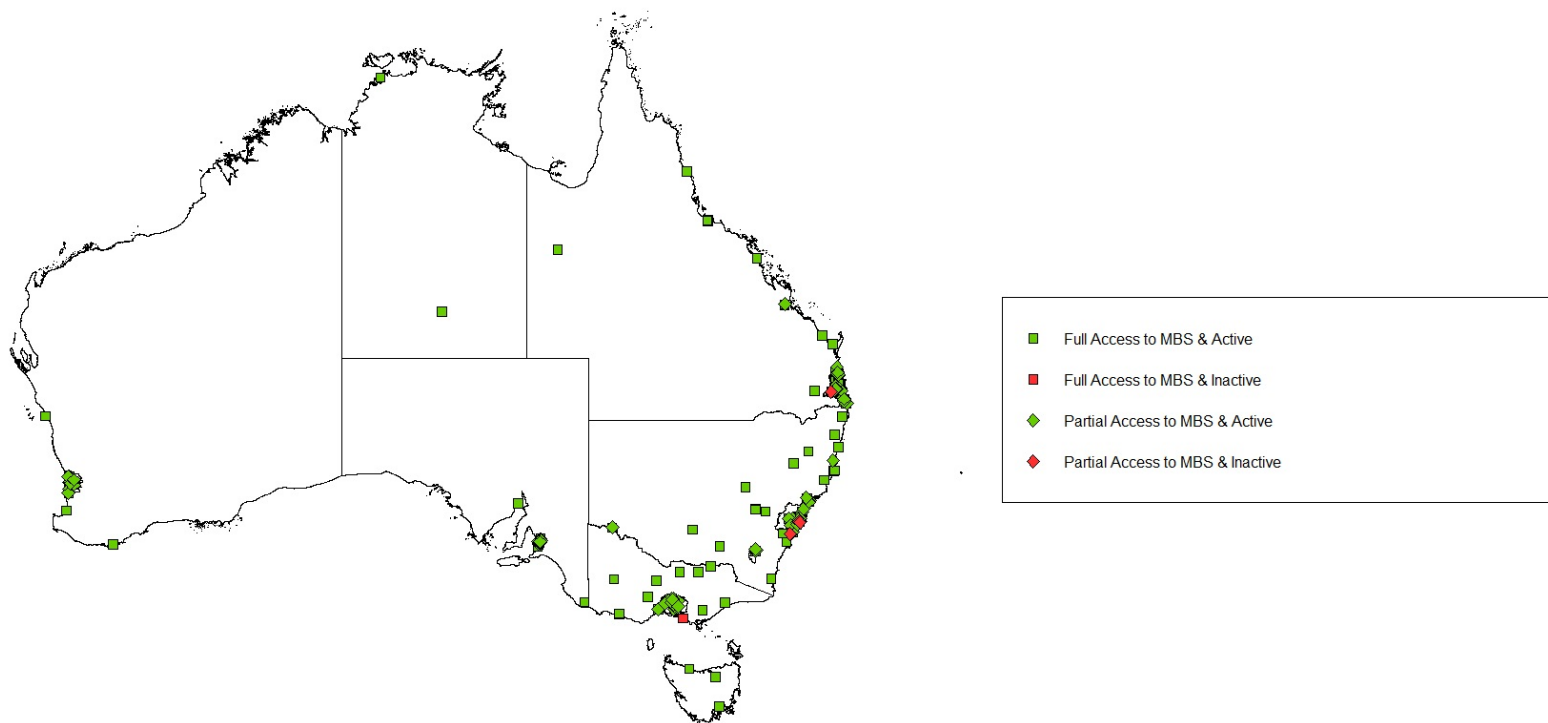 Full Access to MBS & Active
Full Access to MBS & Inactive
Partial Access to MBS & Active
Partial Access to MBS & Inactive